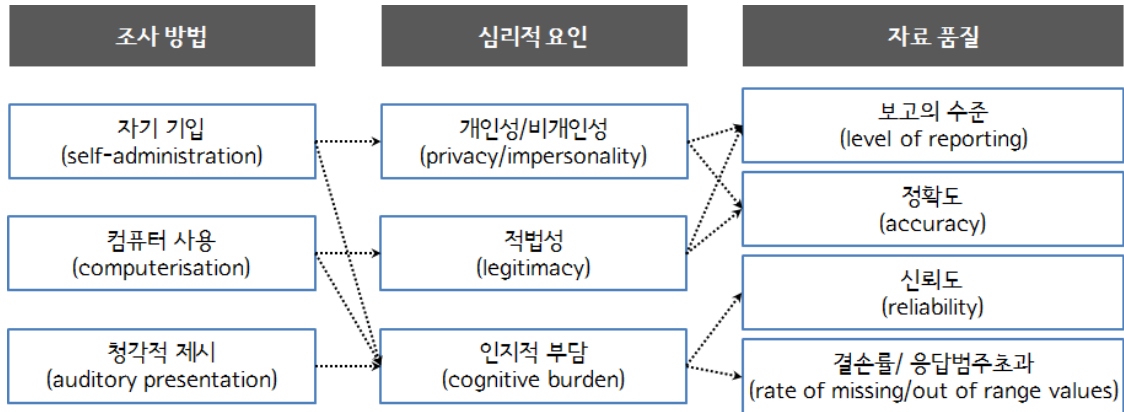 조사 방법
심리적 요인
자료 품질
자기 기입
(self-administration)
개인성/비개인성
(privacy/impersonality)
보고의 수준
(level of reporting)
정확도
(accuracy)
컴퓨터 사용
(computerisation)
적법성
(legitimacy)
신뢰도
(reliability)
청각적 제시
(auditory presentation)
인지적 부담
(cognitive burden)
결손률/ 응답범주초과
(rate of missing/out of range values)